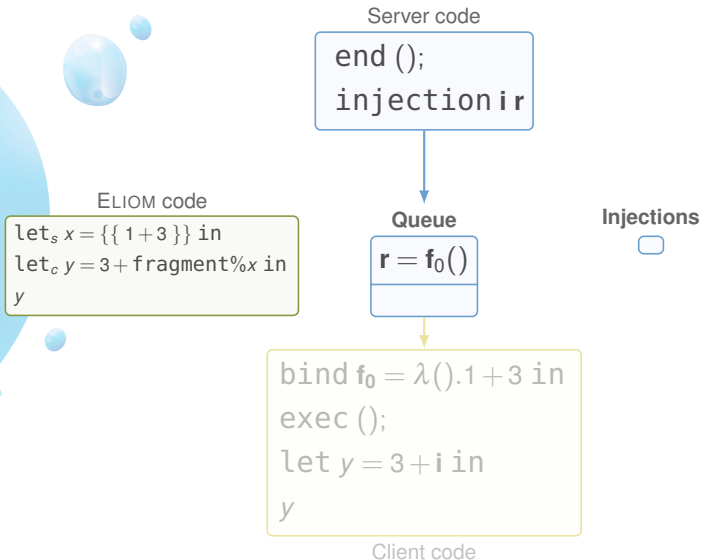 Server code
end ();
injection i r
ELIOM code
let_s x = {{ 1+3 }} in
let_c y = 3+fragment%x in
y
Queue
r = f_0()
Injections
bind f_0 = λ().1+3 in
exec ();
let y = 3+i in
y
Client code